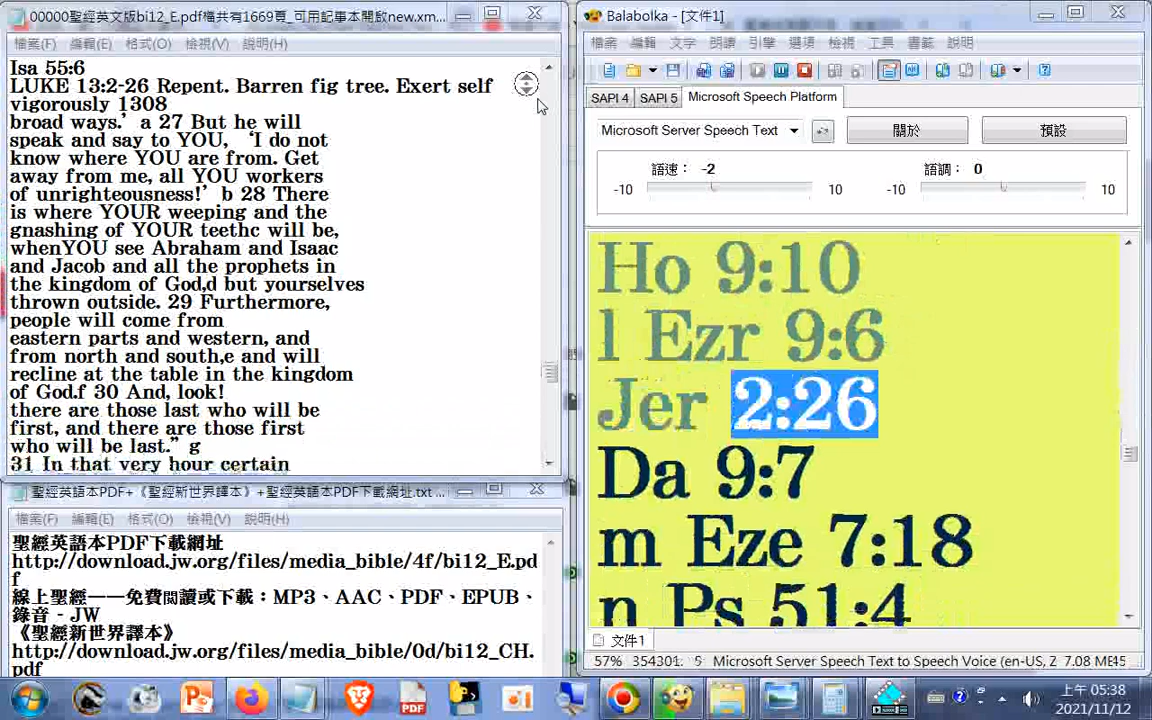 00000聖經英文版bi12_E.pdf檔共有1669頁_可用記事本開啟new.xm...
檔案(F) 編輯(E) 格式(O) 檢視(V) 說明(H)
Isa 55:6
LUKE 13:2-26 Repent. Barren fig tree. Exert self
vigorously 1308
broad ways.’ a 27 But he will
speak and say to YOU, ‘I do not
know where YOU are from. Get
away from me, all YOU workers
of unrighteousness!’ b 28 There
is where YOUR weeping and the
gnashing of YOUR teethc will be,
whenYOU see Abraham and Isaac
and Jacob and all the prophets in
the kingdom of God,d but yourselves
thrown outside. 29 Furthermore,
people will come from
eastern parts and western, and
from north and south,e and will
recline at the table in the kingdom
of God.f 30 And, look!
there are those last who will be
first, and there are those first
who will be last.” g
31 In that very hour certain
聖經英語本PDF+《聖經新世界譯本》+聖經英語本PDF下載網址.txt ...
檔案(F) 編輯(E) 格式(O) 檢視(V) 說明(H)
聖經英語本PDF下載網址
http://download.jw.org/files/media_bible/4f/bi12_E.pd
f
線上聖經——免費閱讀或下載：MP3、AAC、PDF、EPUB、
錄音 - JW
《聖經新世界譯本》
http://download.jw.org/files/media_bible/0d/bi12_CH.
pdf
Balabolka - [文件1]
檔案 編輯 文字 朗讀 引擎 選項 檢視 工具 書籤 說明
SAPI 4 SAPI 5 Microsoft Speech Platform
Microsoft Server Speech Text 關於 預設
語速： -2 語調： 0
-10 10 -10 10
Ho 9:10
l Ezr 9:6
Jer 2:26
Da 9:7
m Eze 7:18
n Ps 51:4
文件1
57% 354301. Microsoft Server Speech Text to Speech Voice (en-US, Z 7.08 ME45
上午 05:38
2021/11/12